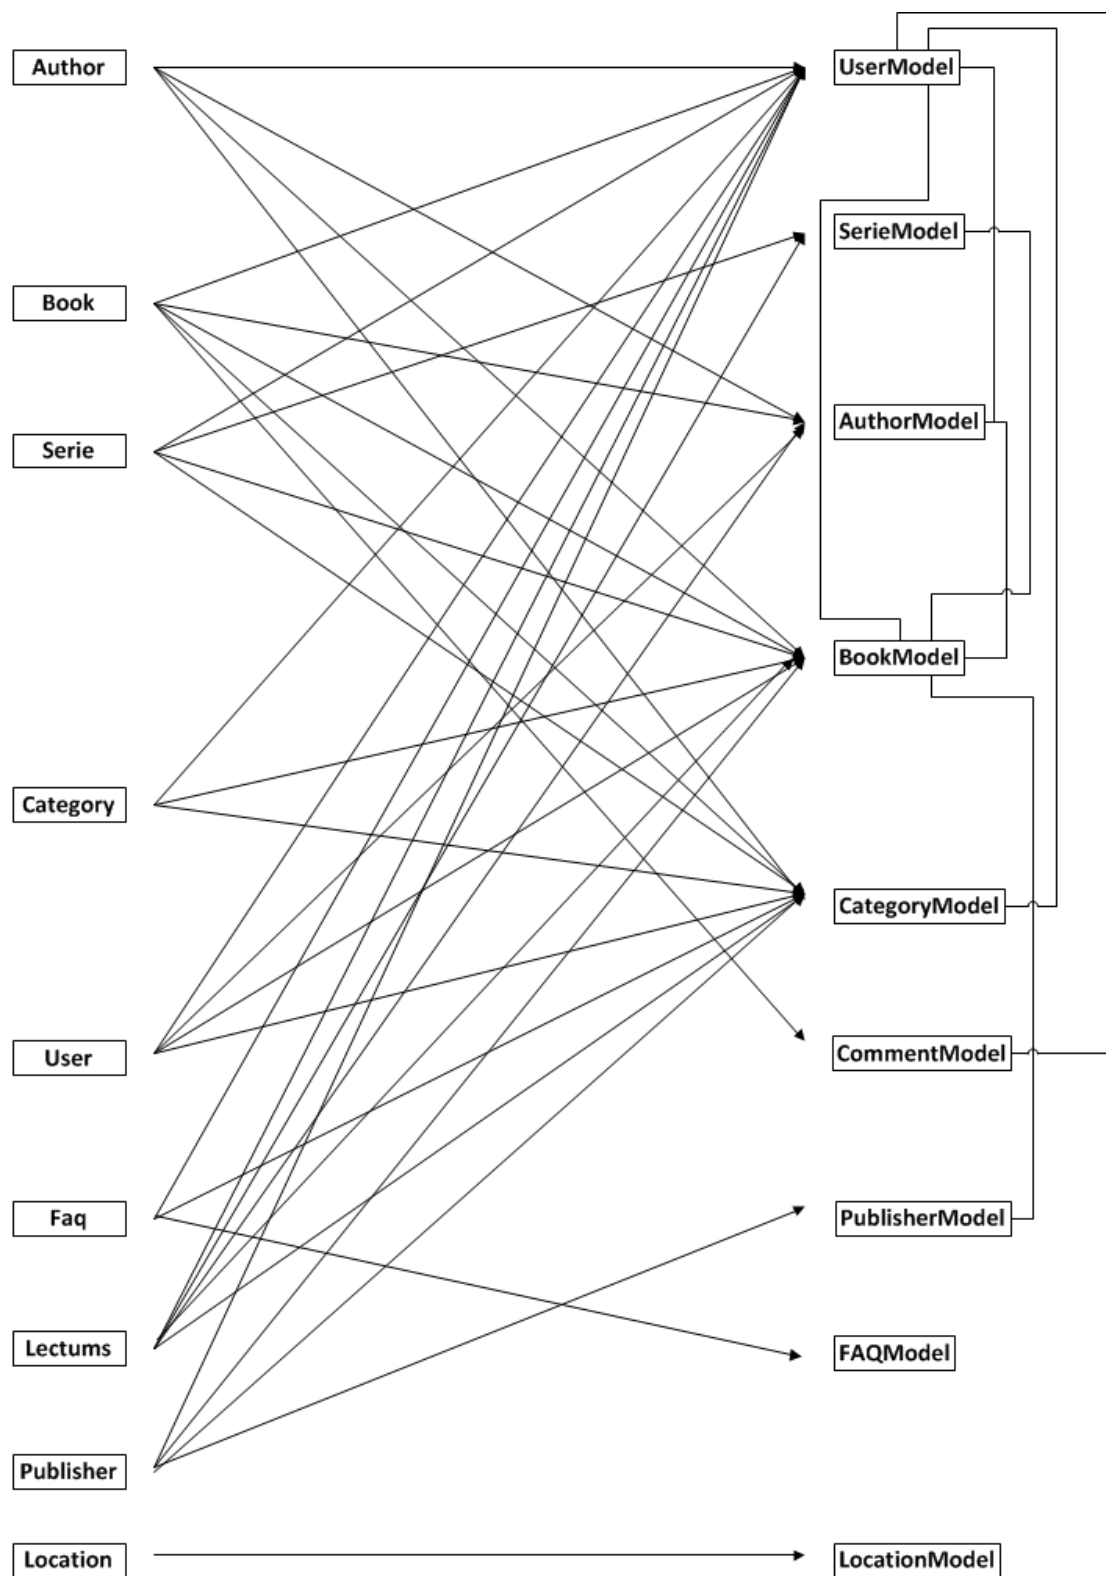 Author
UserModel
SerieModel
Book
AuthorModel
Serie
BookModel
Category
CategoryModel
User
CommentModel
Faq
PublisherModel
Lectums
FAQModel
Publisher
Location
LocationModel